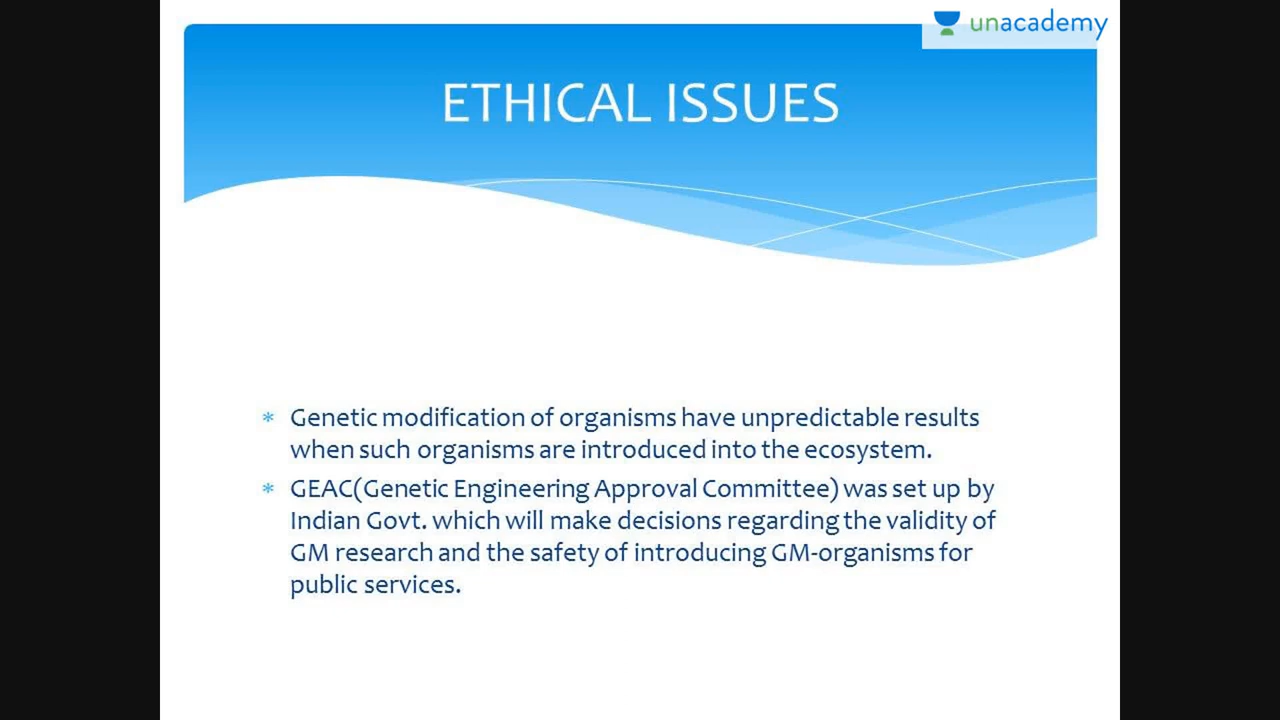 unacademy
ETHICAL ISSUES
* Genetic modification of organisms have unpredictable results
when such organisms are introduced into the ecosystem.
* GEAC(Genetic Engineering Approval Committee) was set up by
Indian Govt. which will make decisions regarding the validity of
GM research and the safety of introducing GM-organisms for
public services.